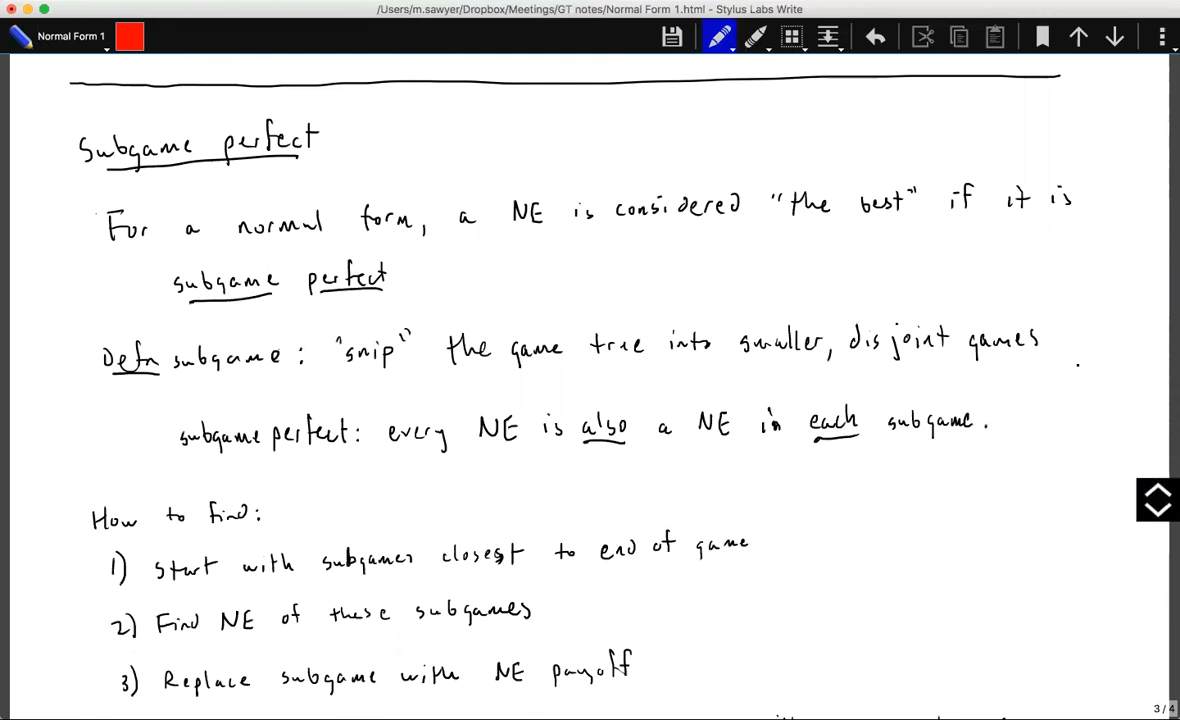 /Users/m.sawyer/Dropbox/Meetings/GT notes/Normal Form 1.html - Stylus Labs Write
Normal Form 1
Subgame perfect
For a normal form, a NE is considered "the best" if it is
subgame perfect
Defn subgame: "snip" the game tree into smaller, disjoint games
subgame perfect: every NE is also a NE in each subgame.
How to find:
1) Start with subgames closest to end of game
2) Find NE of these subgames
3) Replace subgame with NE payoff
3 / 4